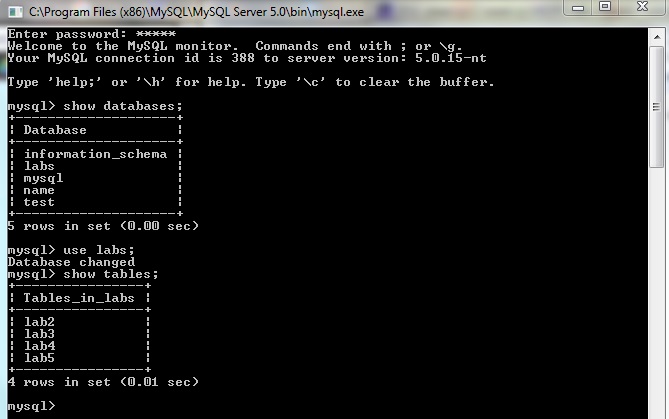 C:\Program Files (x86)\MySQL\MySQL Server 5.0\bin\mysql.exe
Enter password: *****
Welcome to the MySQL monitor.  Commands end with ; or \g.
Your MySQL connection id is 388 to server version: 5.0.15-nt
Type 'help;' or '\h' for help. Type '\c' to clear the buffer.
mysql> show databases;
+--------------------+
| Database           |
+--------------------+
| information_schema |
| labs               |
| mysql              |
| name               |
| test               |
+--------------------+
5 rows in set (0.00 sec)
mysql> use labs;
Database changed
mysql> show tables;
+----------------+
| Tables_in_labs |
+----------------+
| lab2           |
| lab3           |
| lab4           |
| lab5           |
+----------------+
4 rows in set (0.01 sec)
mysql>